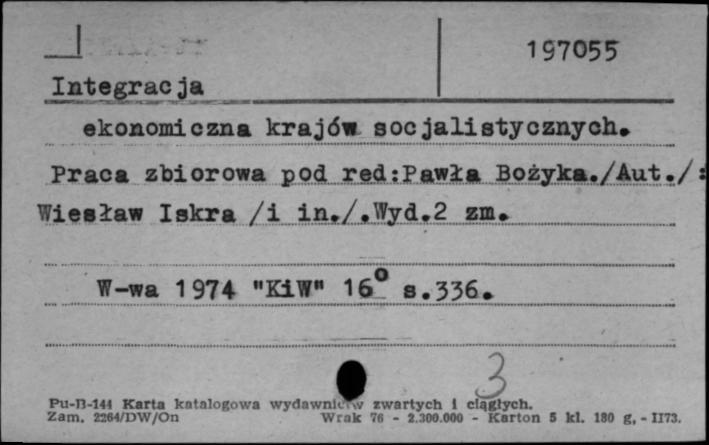 197055
Integracja
ekonomiczna krajów socjalistycznych.
Praca zbiorowa pod red:Pawła Bożyka./Aut./:
Wiesław Iskra /i in./.Wyd.2 zm.
W-wa 1974 "KiW" 16° s.336.
3
Pu-B-144 Karta katalogowa wydawnictw zwartych i ciągłych.
Zam. 2264/DW/On Wrak 76 - 2.300.000 - Karton 5 kl. 180 g, - II73.